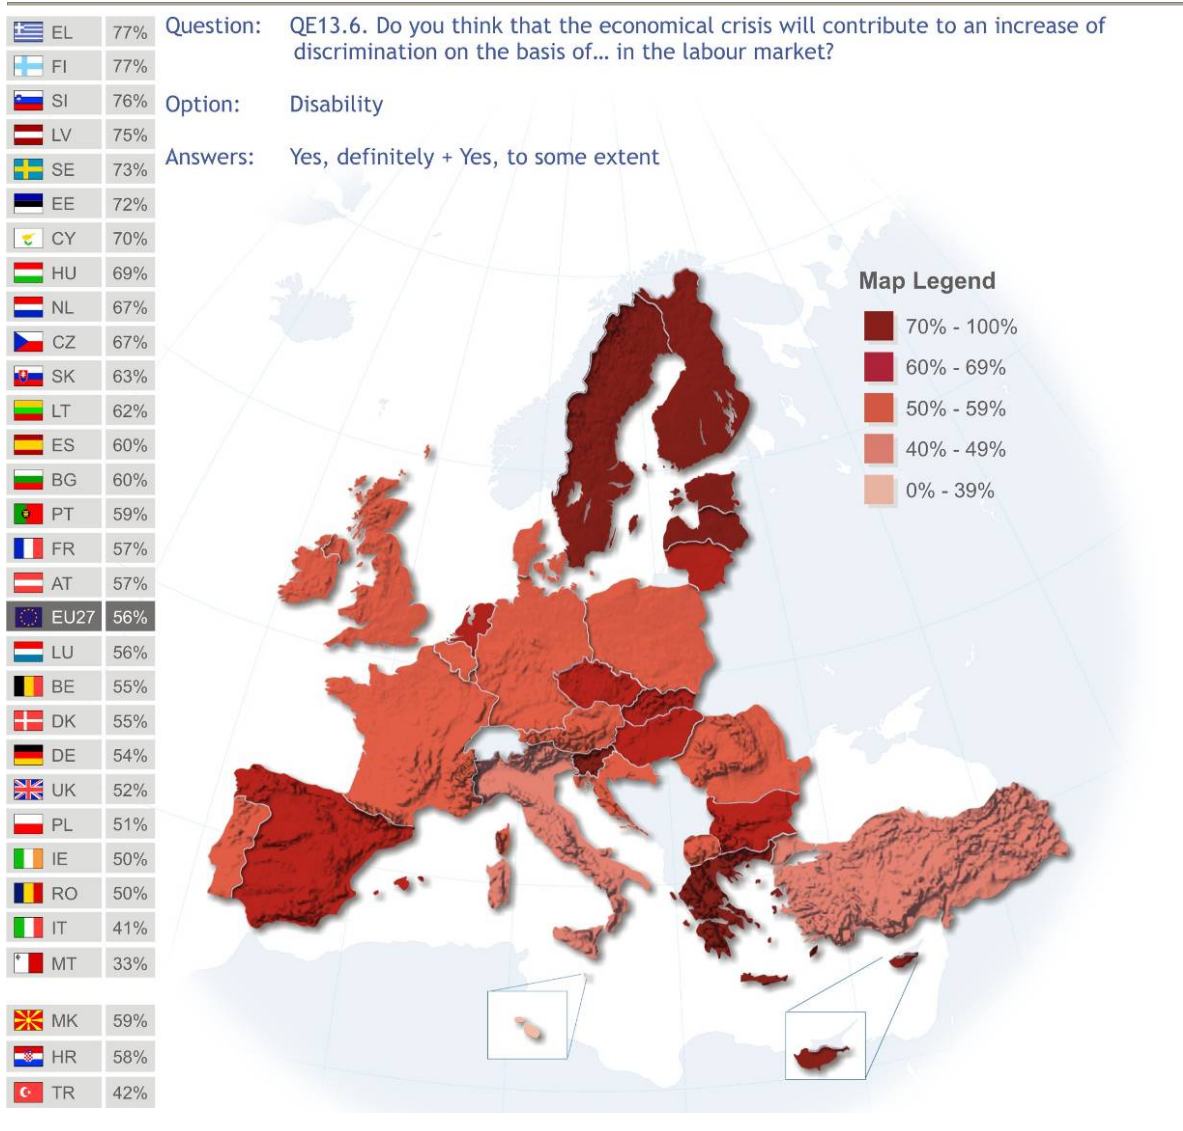 Question: QE13.6. Do you think that the economical crisis will contribute to an increase of
discrimination on the basis of… in the labour market?
Option: Disability
Answers: Yes, definitely + Yes, to some extent
EL 77%
FI 77%
SI 76%
LV 75%
SE 73%
EE 72%
CY 70%
HU 69%
NL 67%
CZ 67%
SK 63%
LT 62%
ES 60%
BG 60%
PT 59%
FR 57%
AT 57%
EU27 56%
LU 56%
BE 55%
DK 55%
DE 54%
UK 52%
PL 51%
IE 50%
RO 50%
IT 41%
MT 33%
MK 59%
HR 58%
TR 42%
Map Legend
70% - 100%
60% - 69%
50% - 59%
40% - 49%
0% - 39%